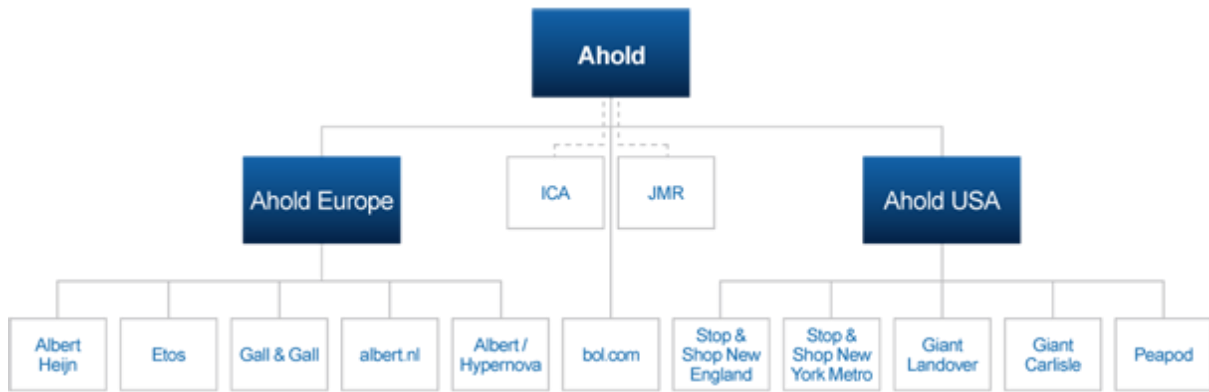 Ahold
Ahold Europe
ICA
JMR
Ahold USA
Albert
Heijn
Etos
Gall & Gall
albert.nl
Albert /
Hypernova
bol.com
Stop &
Shop New
England
Stop &
Shop New
York Metro
Giant
Landover
Giant
Carlisle
Peapod